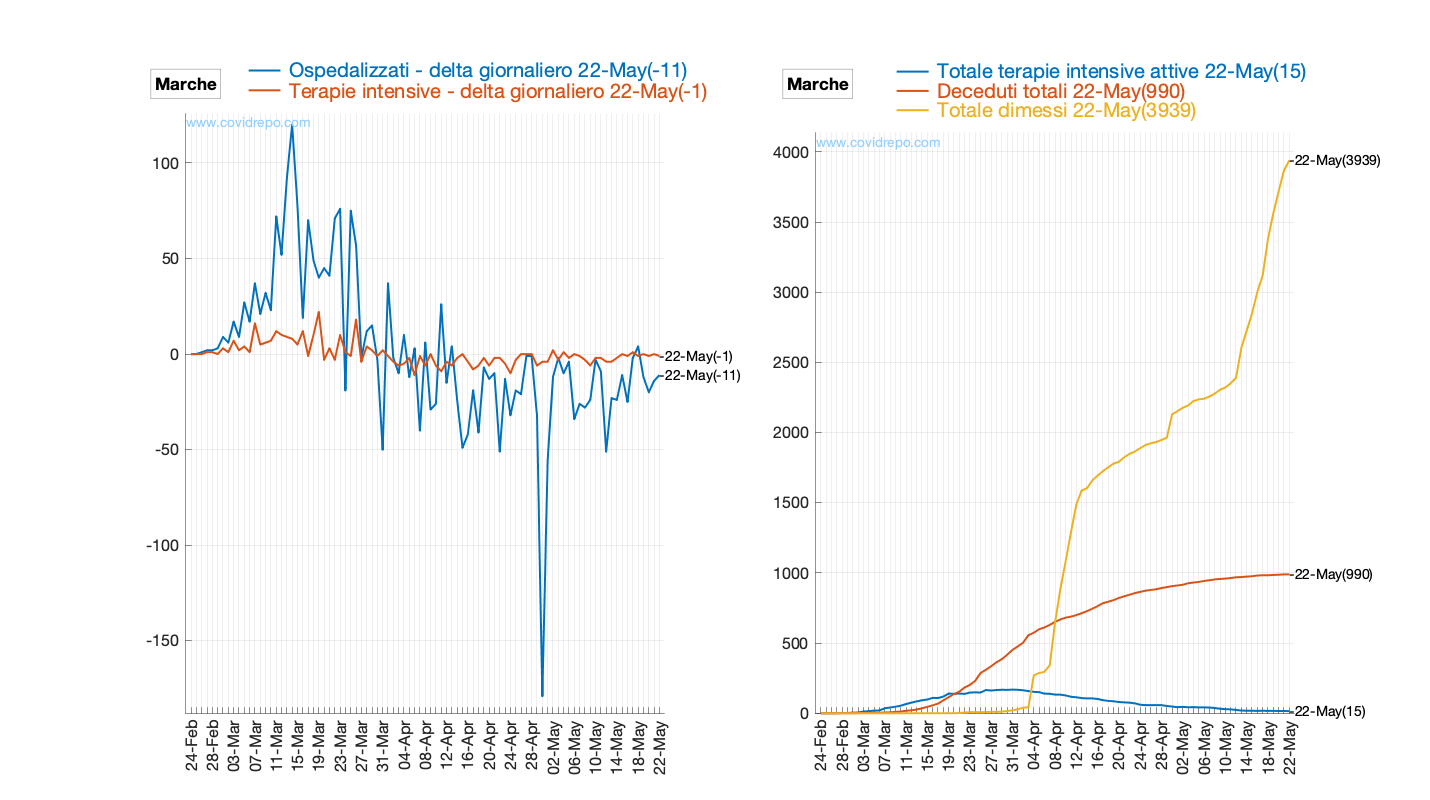 Marche
Ospedalizzati - delta giornaliero 22-May(-11)
Terapie intensive - delta giornaliero 22-May(-1)
www.covidrepo.com
100
50
0
-50
-100
-150
22-May(-1)
22-May(-11)
24-Feb
28-Feb
03-Mar
07-Mar
11-Mar
15-Mar
19-Mar
23-Mar
27-Mar
31-Mar
04-Apr
08-Apr
12-Apr
16-Apr
20-Apr
24-Apr
28-Apr
02-May
06-May
10-May
14-May
18-May
22-May
Marche
Totale terapie intensive attive 22-May(15)
Deceduti totali 22-May(990)
Totale dimessi 22-May(3939)
www.covidrepo.com
4000
3500
3000
2500
2000
1500
1000
500
0
22-May(3939)
22-May(990)
22-May(15)
24-Feb
28-Feb
03-Mar
07-Mar
11-Mar
15-Mar
19-Mar
23-Mar
27-Mar
31-Mar
04-Apr
08-Apr
12-Apr
16-Apr
20-Apr
24-Apr
28-Apr
02-May
06-May
10-May
14-May
18-May
22-May